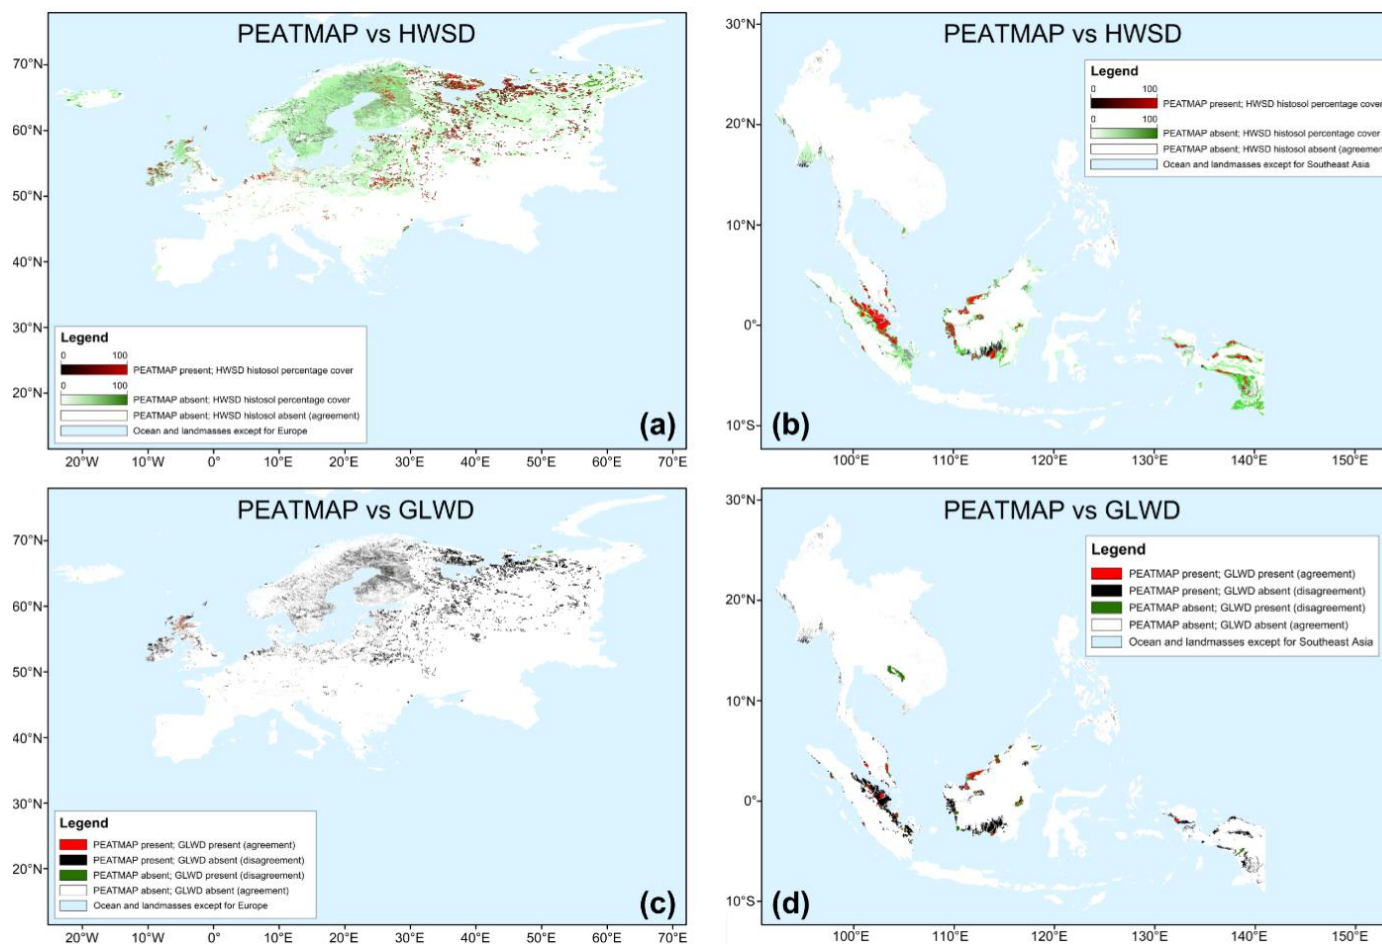 PEATMAP vs HWSD
70°N
60°N
50°N
40°N
30°N
20°N
Legend
0 100
PEATMAP present; HWSD histosol percentage cover
0 100
PEATMAP absent; HWSD histosol percentage cover
PEATMAP absent; HWSD histosol absent (agreement)
Ocean and landmasses except for Europe
(a)
20°W 10°W 0° 10°E 20°E 30°E 40°E 50°E 60°E 70°E
PEATMAP vs HWSD
30°N
20°N
10°N
0°
10°S
Legend
0 100
PEATMAP present; HWSD histosol percentage cover
0 100
PEATMAP absent; HWSD histosol percentage cover
PEATMAP absent; HWSD histosol absent (agreement
Ocean and landmasses except for Southeast Asia
(b)
100°E 110°E 120°E 130°E 140°E 150°E
PEATMAP vs GLWD
70°N
60°N
50°N
40°N
30°N
20°N
Legend
PEATMAP present; GLWD present (agreement)
PEATMAP present; GLWD absent (disagreement)
PEATMAP absent; GLWD present (disagreement)
PEATMAP absent; GLWD absent (agreement)
Ocean and landmasses except for Europe
(c)
20°W 10°W 0° 10°E 20°E 30°E 40°E 50°E 60°E 70°E
PEATMAP vs GLWD
30°N
20°N
10°N
0°
10°S
Legend
PEATMAP present; GLWD present (agreement)
PEATMAP present; GLWD absent (disagreement)
PEATMAP absent; GLWD present (disagreement)
PEATMAP absent; GLWD absent (agreement)
Ocean and landmasses except for Southeast Asia
(d)
100°E 110°E 120°E 130°E 140°E 150°E